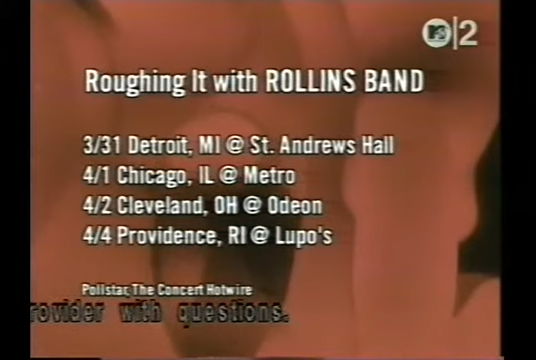 MTV 2
Roughing It with ROLLINS BAND
3/31 Detroit, MI @ St. Andrews Hall
4/1 Chicago, IL @ Metro
4/2 Cleveland, OH @ Odeon
4/4 Providence, RI @ Lupo's
Pollstar, The Concert Hotwire
rovider with questions.